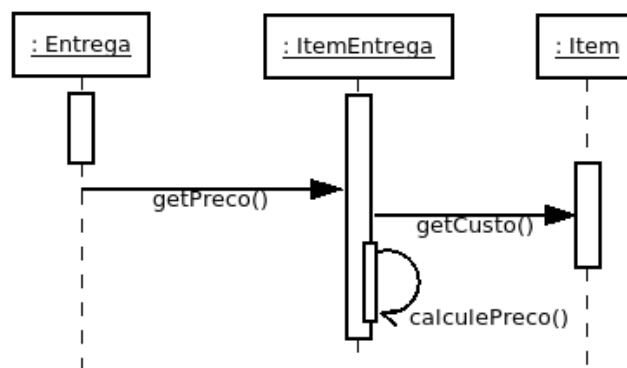 : Entrega
: ItemEntrega
: Item
getPreco()
getCusto()
calculePreco()